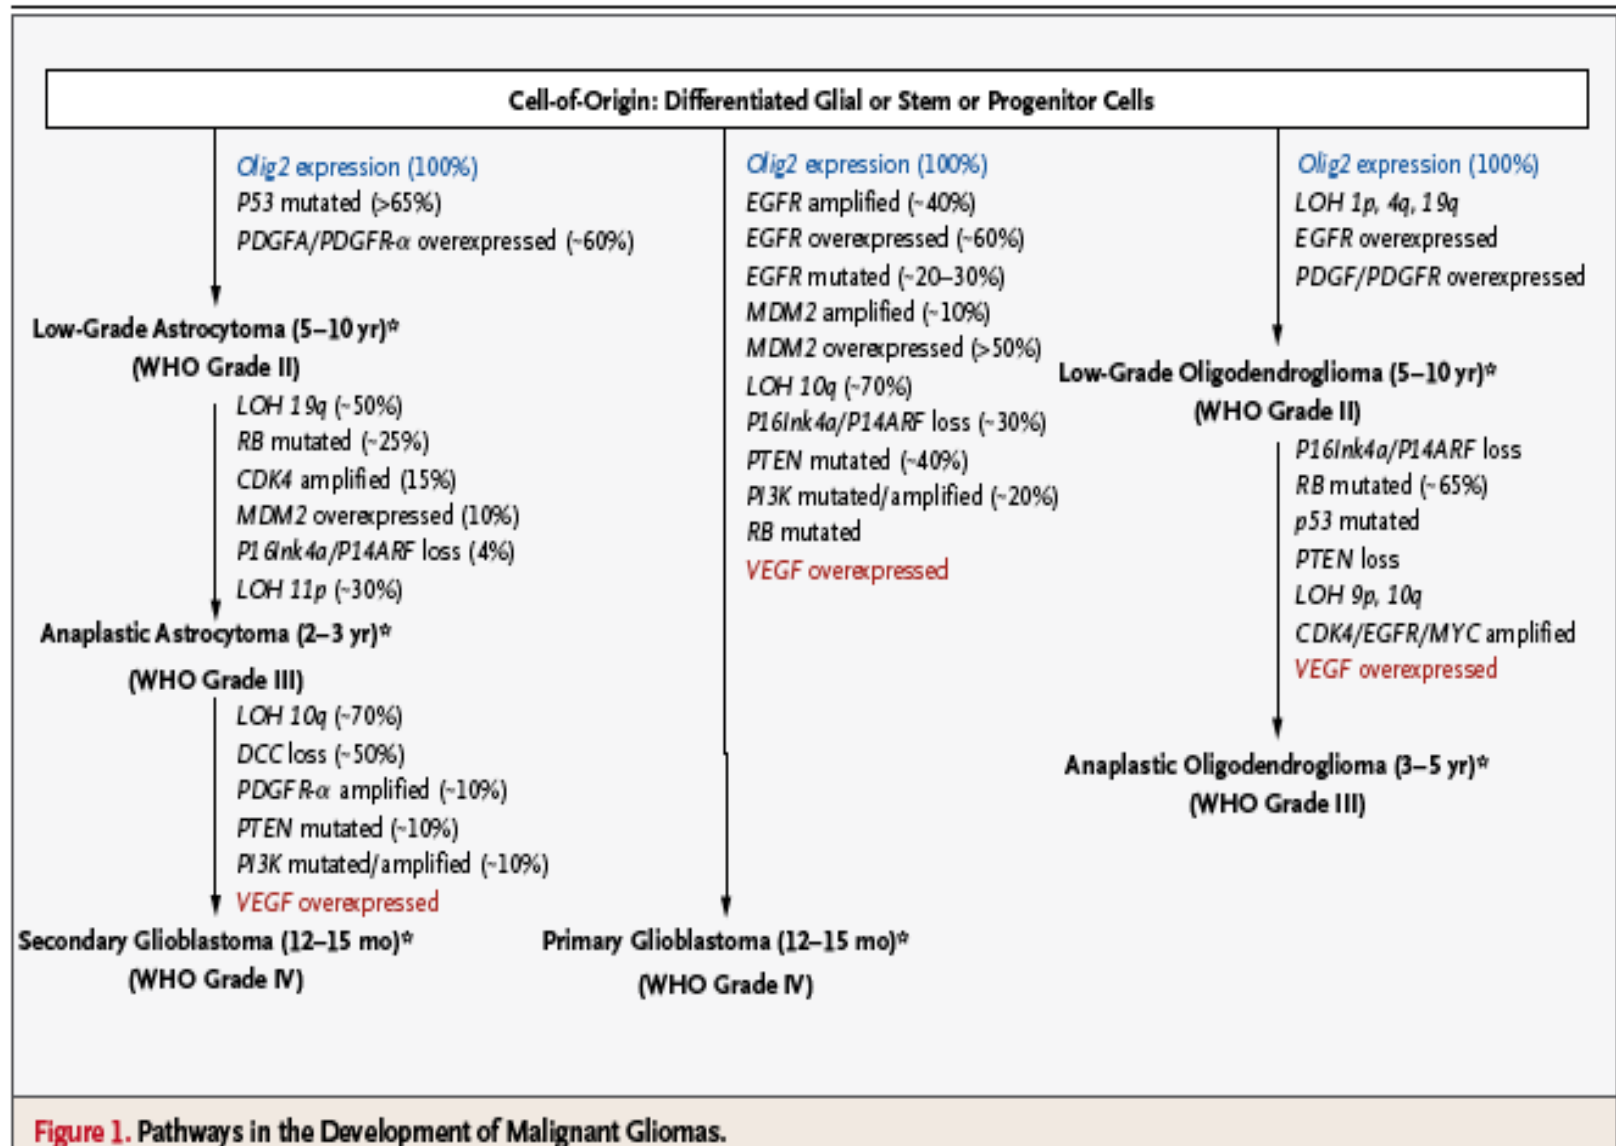 Cell-of-Origin: Differentiated Glial or Stem or Progenitor Cells
Olig2 expression (100%)
P53 mutated (>65%)
PDGFA/PDGFR-α overexpressed (~60%)
Low-Grade Astrocytoma (5–10 yr)*
(WHO Grade II)
LOH 19q (~50%)
RB mutated (~25%)
CDK4 amplified (15%)
MDM2 overexpressed (10%)
P16Ink4a/P14ARF loss (4%)
LOH 11p (~30%)
Anaplastic Astrocytoma (2–3 yr)*
(WHO Grade III)
LOH 10q (~70%)
DCC loss (~50%)
PDGFR-α amplified (~10%)
PTEN mutated (~10%)
PI3K mutated/amplified (~10%)
VEGF overexpressed
Secondary Glioblastoma (12–15 mo)*
(WHO Grade IV)
Olig2 expression (100%)
EGFR amplified (~40%)
EGFR overexpressed (~60%)
EGFR mutated (~20–30%)
MDM2 amplified (~10%)
MDM2 overexpressed (>50%)
LOH 10q (~70%)
P16Ink4a/P14ARF loss (~30%)
PTEN mutated (~40%)
PI3K mutated/amplified (~20%)
RB mutated
VEGF overexpressed
Primary Glioblastoma (12–15 mo)*
(WHO Grade IV)
Olig2 expression (100%)
LOH 1p, 4q, 19q
EGFR overexpressed
PDGF/PDGFR overexpressed
Low-Grade Oligodendroglioma (5–10 yr)*
(WHO Grade II)
P16Ink4a/P14ARF loss
RB mutated (~65%)
p53 mutated
PTEN loss
LOH 9p, 10q
CDK4/EGFR/MYC amplified
VEGF overexpressed
Anaplastic Oligodendroglioma (3–5 yr)*
(WHO Grade III)
Figure 1. Pathways in the Development of Malignant Gliomas.